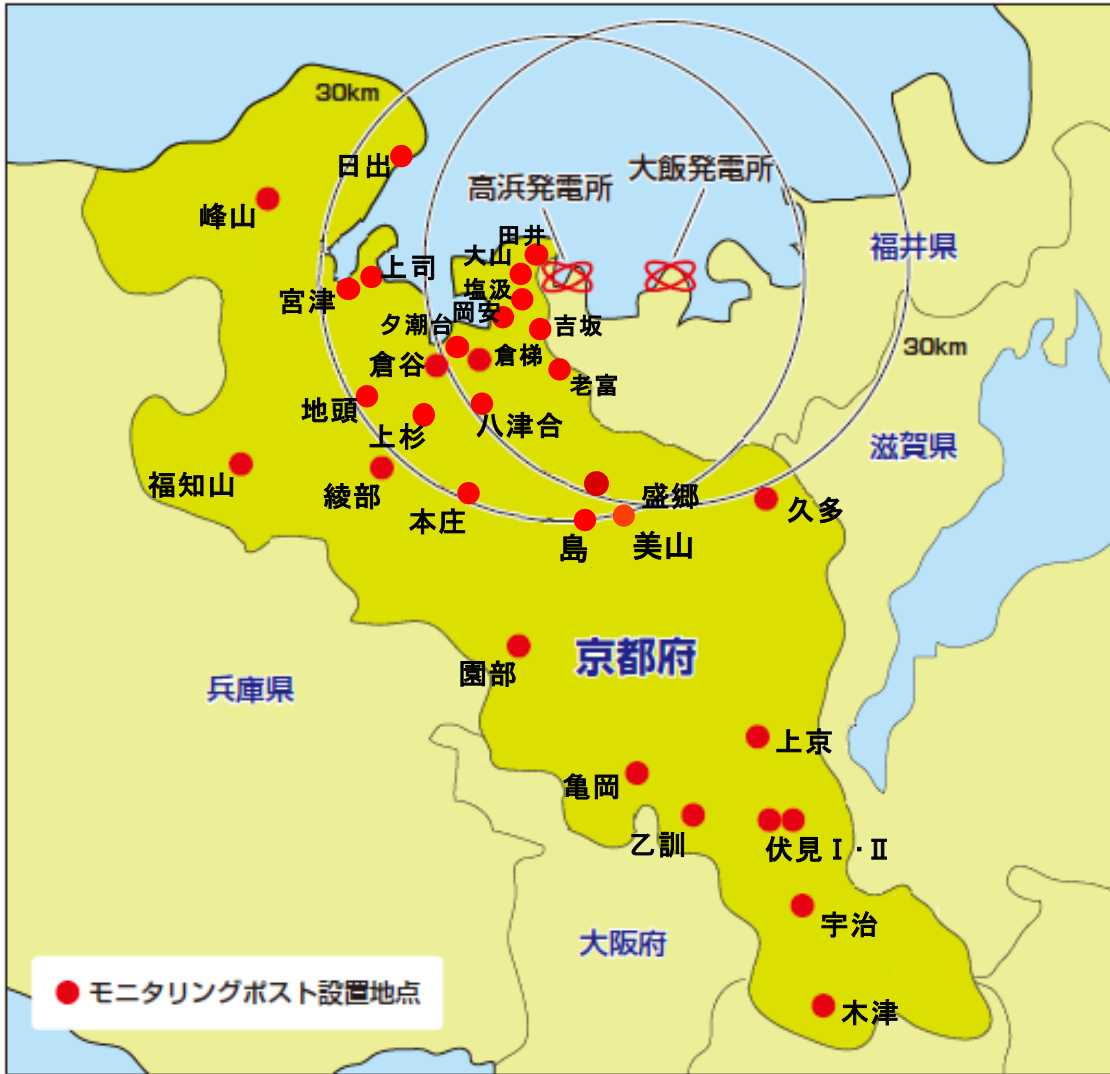 30km
日出
大飯発電所
高浜発電所
峰山
田井
福井県
大山
上司
塩汲
宮津
岡安
夕潮台
吉坂
30km
倉梯
倉谷
老富
地頭
八津合
上杉
滋賀県
福知山
綾部
盛郷
本庄
久多
島
美山
京都府
園部
兵庫県
上京
亀岡
乙訓
伏見Ⅰ・Ⅱ
宇治
大阪府
モニタリングポスト設置地点
木津